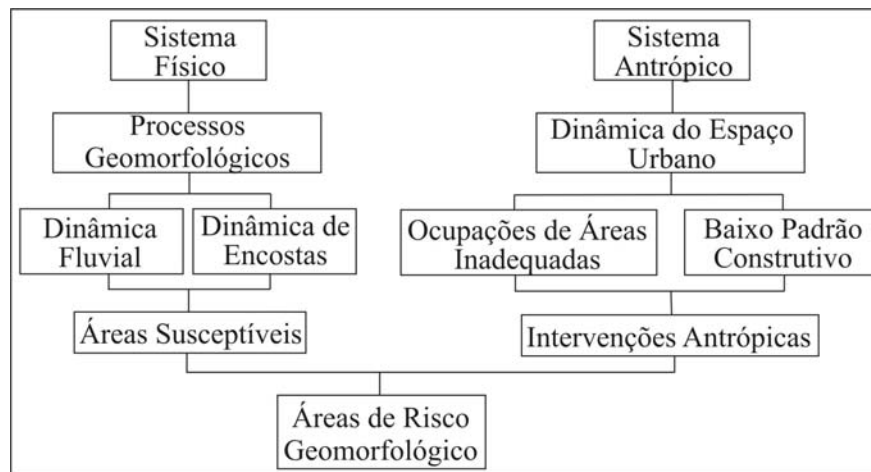 Sistema
Físico
Sistema
Antrópico
Processos
Geomorfológicos
Dinâmica do Espaço
Urbano
Dinâmica
Fluvial
Dinâmica de
Encostas
Ocupações de Áreas
Inadequadas
Baixo Padrão
Construtivo
Áreas Susceptíveis
Intervenções Antrópicas
Áreas de Risco
Geomorfológico